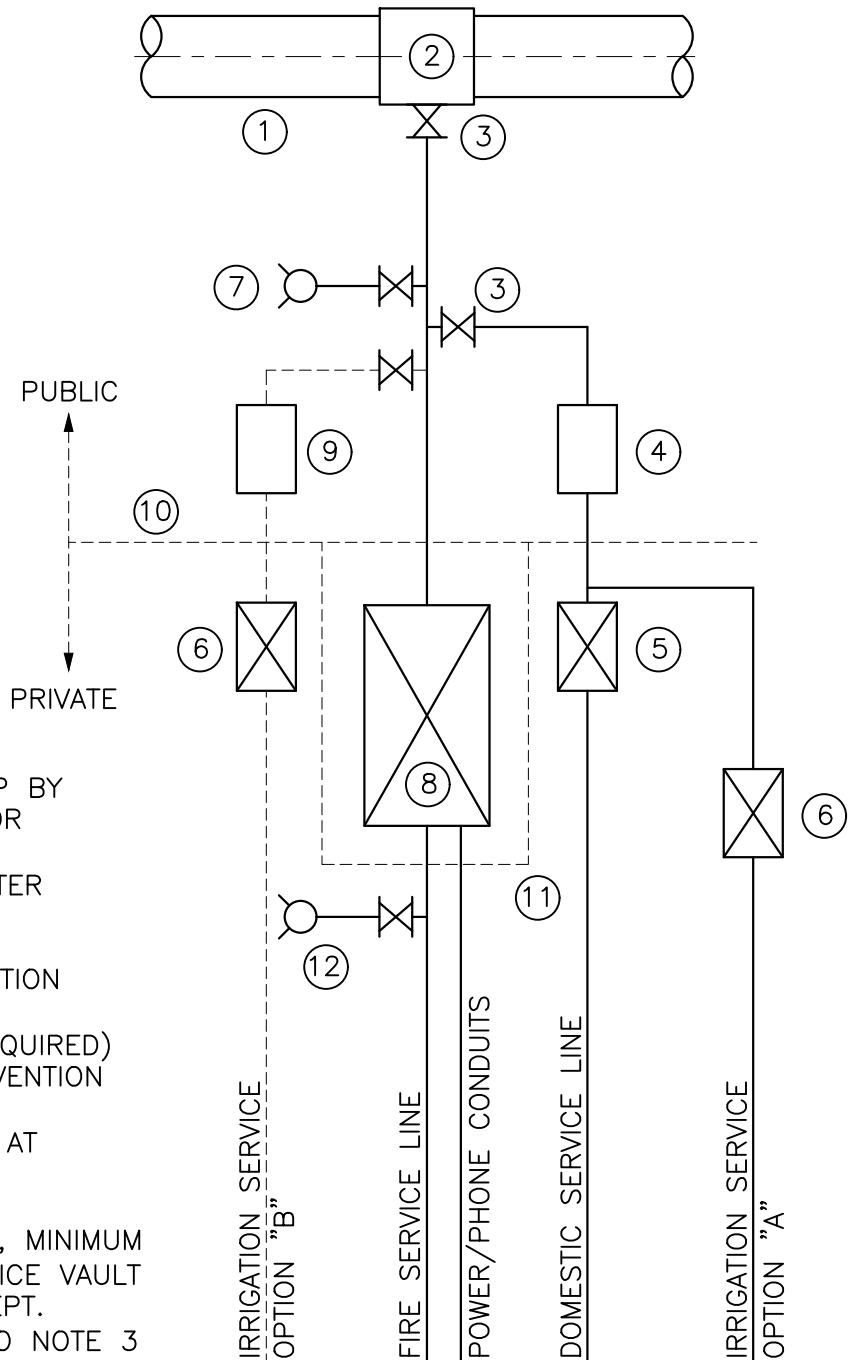 2
1
3
7
3
PUBLIC
9
4
10
6
5
PRIVATE
P BY
OR
8
6
TER
11
12
TION
QUIRED)
VENTION
AT
, MINIMUM
ICE VAULT
EPT.
NOTE 3
IRRIGATION SERVICE
OPTION "B"
FIRE SERVICE LINE
POWER/PHONE CONDUITS
DOMESTIC SERVICE LINE
IRRIGATION SERVICE
OPTION "A"